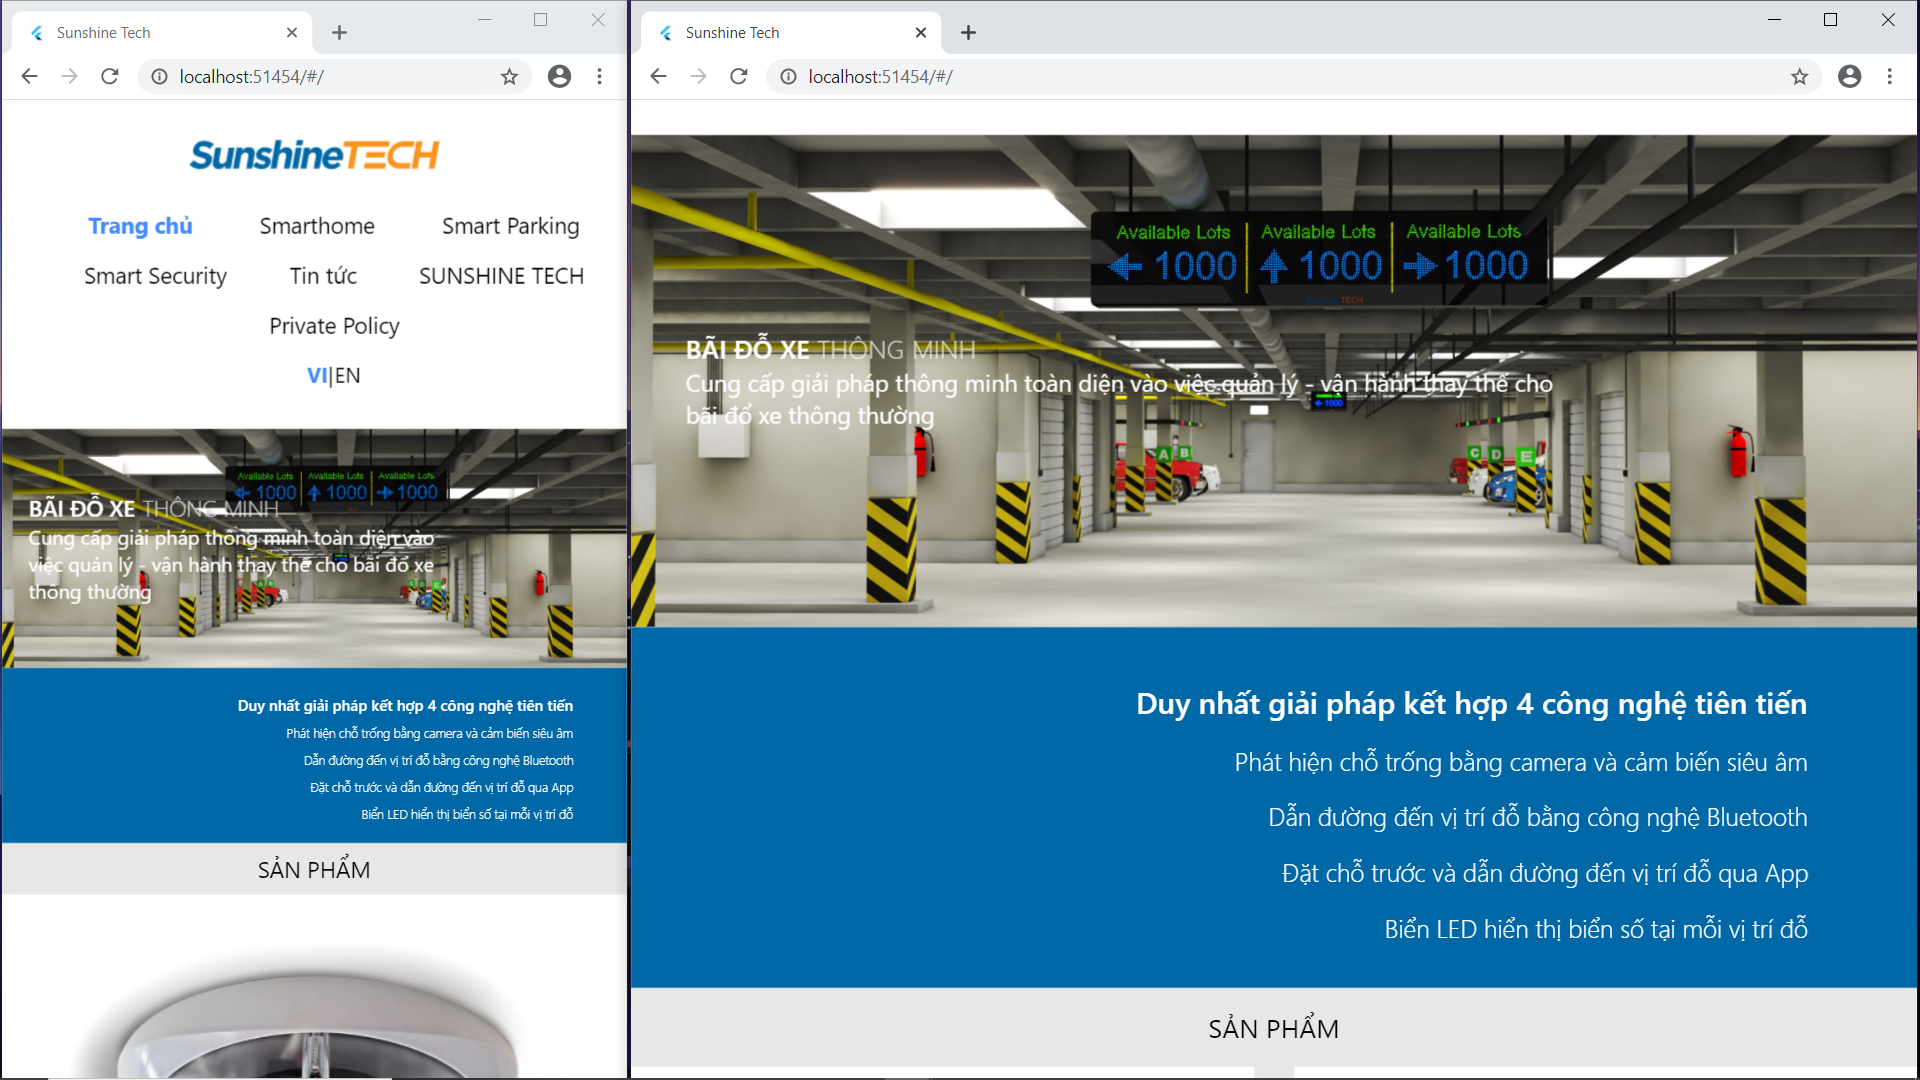 Sunshine Tech
localhost:51454/#/
SunshineTECH
Trang chủ
Smarthome
Smart Parking
Smart Security
Tin tức
SUNSHINE TECH
Private Policy
VI|EN
Available Lots
Available Lots
Available Lots
1000
1000
1000
BÃI ĐỖ XE THÔNG MINH
Cung cấp giải pháp thông minh toàn diện vào
việc quản lý - vận hành thay thế cho bãi đổ xe
thông thường
Duy nhất giải pháp kết hợp 4 công nghệ tiên tiến
Phát hiện chỗ trống bằng camera và cảm biến siêu âm
Dẫn đường đến vị trí đỗ bằng công nghệ Bluetooth
Đặt chỗ trước và dẫn đường đến vị trí đỗ qua App
Biển LED hiển thị biển số tại mỗi vị trí đỗ
SẢN PHẨM
Sunshine Tech
localhost:51454/#/
Available Lots
Available Lots
Available Lots
1000
1000
1000
TECH
BÃI ĐỖ XE THÔNG MINH
Cung cấp giải pháp thông minh toàn diện vào việc quản lý - vận hành thay thế cho
bãi đổ xe thông thường
1000
A B
C D E
Duy nhất giải pháp kết hợp 4 công nghệ tiên tiến
Phát hiện chỗ trống bằng camera và cảm biến siêu âm
Dẫn đường đến vị trí đỗ bằng công nghệ Bluetooth
Đặt chỗ trước và dẫn đường đến vị trí đỗ qua App
Biển LED hiển thị biển số tại mỗi vị trí đỗ
SẢN PHẨM